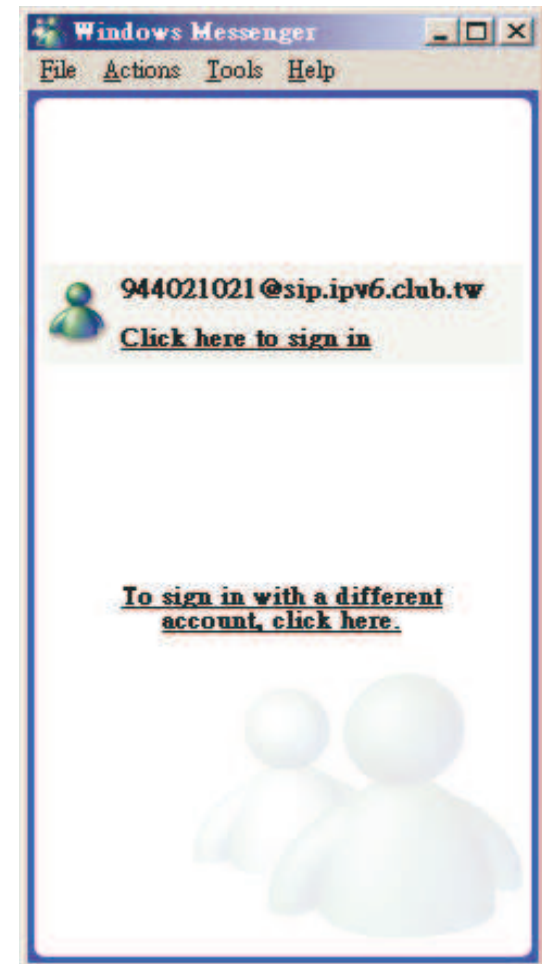 Windows Messenger
File Actions Tools Help
944021021@sip.ipv6.club.tw
Click here to sign in
To sign in with a different
account, click here.